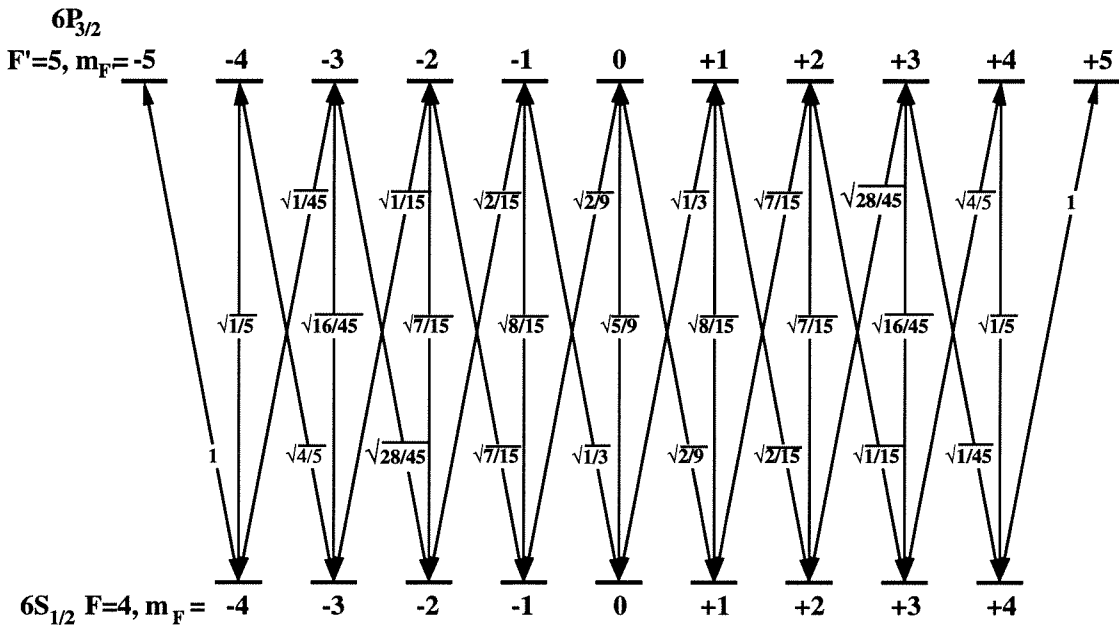 6P3/2
F'=5, mF= -5 -4 -3 -2 -1 0 +1 +2 +3 +4 +5
√1/45 √1/15 √2/15 √2/9 √1/3 √7/15 √28/45 √4/5 1
√1/5 √16/45 √7/15 √8/15 √5/9 √8/15 √7/15 √16/45 √1/5
1 √4/5 √28/45 √7/15 √1/3 √2/9 √2/15 √1/15 √1/45
6S1/2 F=4, mF = -4 -3 -2 -1 0 +1 +2 +3 +4